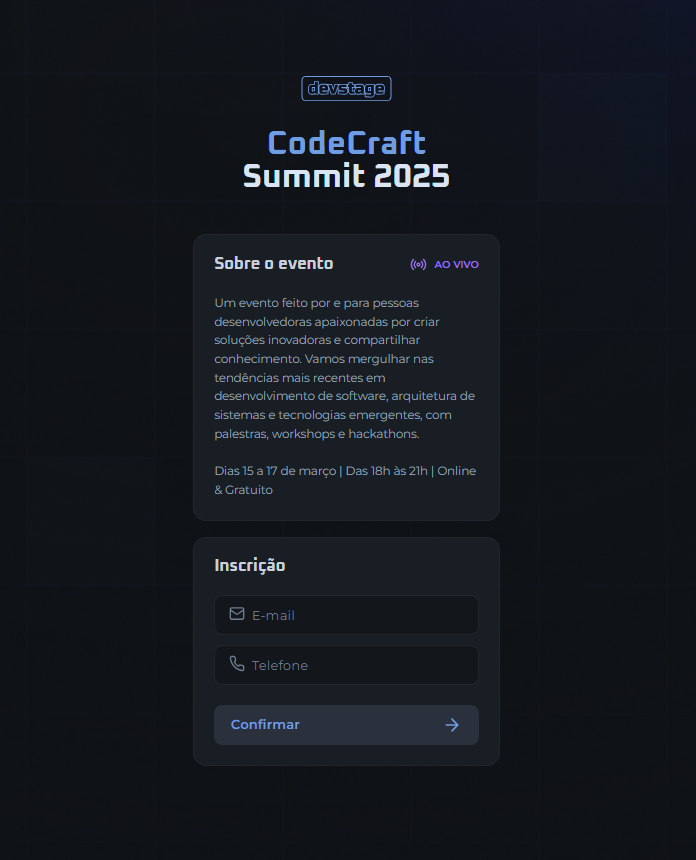 devstage
CodeCraft
Summit 2025
Sobre o evento
AO VIVO
Um evento feito por e para pessoas
desenvolvedoras apaixonadas por criar
soluções inovadoras e compartilhar
conhecimento. Vamos mergulhar nas
tendências mais recentes em
desenvolvimento de software, arquitetura de
sistemas e tecnologias emergentes, com
palestras, workshops e hackathons.
Dias 15 a 17 de março | Das 18h às 21h | Online
& Gratuito
Inscrição
E-mail
Telefone
Confirmar